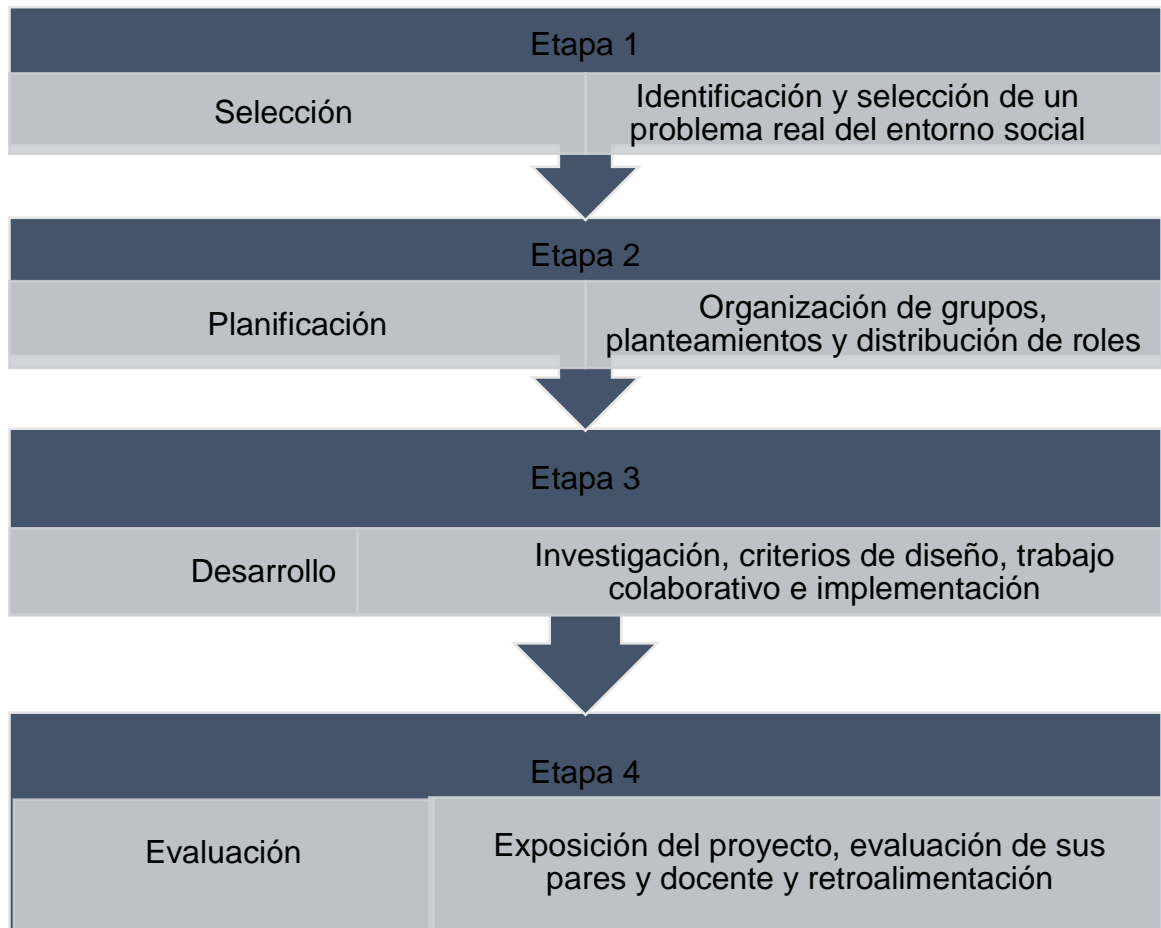 Etapa 1
Selección
Identificación y selección de un
problema real del entorno social
Etapa 2
Planificación
Organización de grupos,
planteamientos y distribución de roles
Etapa 3
Desarrollo
Investigación, criterios de diseño, trabajo
colaborativo e implementación
Etapa 4
Evaluación
Exposición del proyecto, evaluación de sus
pares y docente y retroalimentación